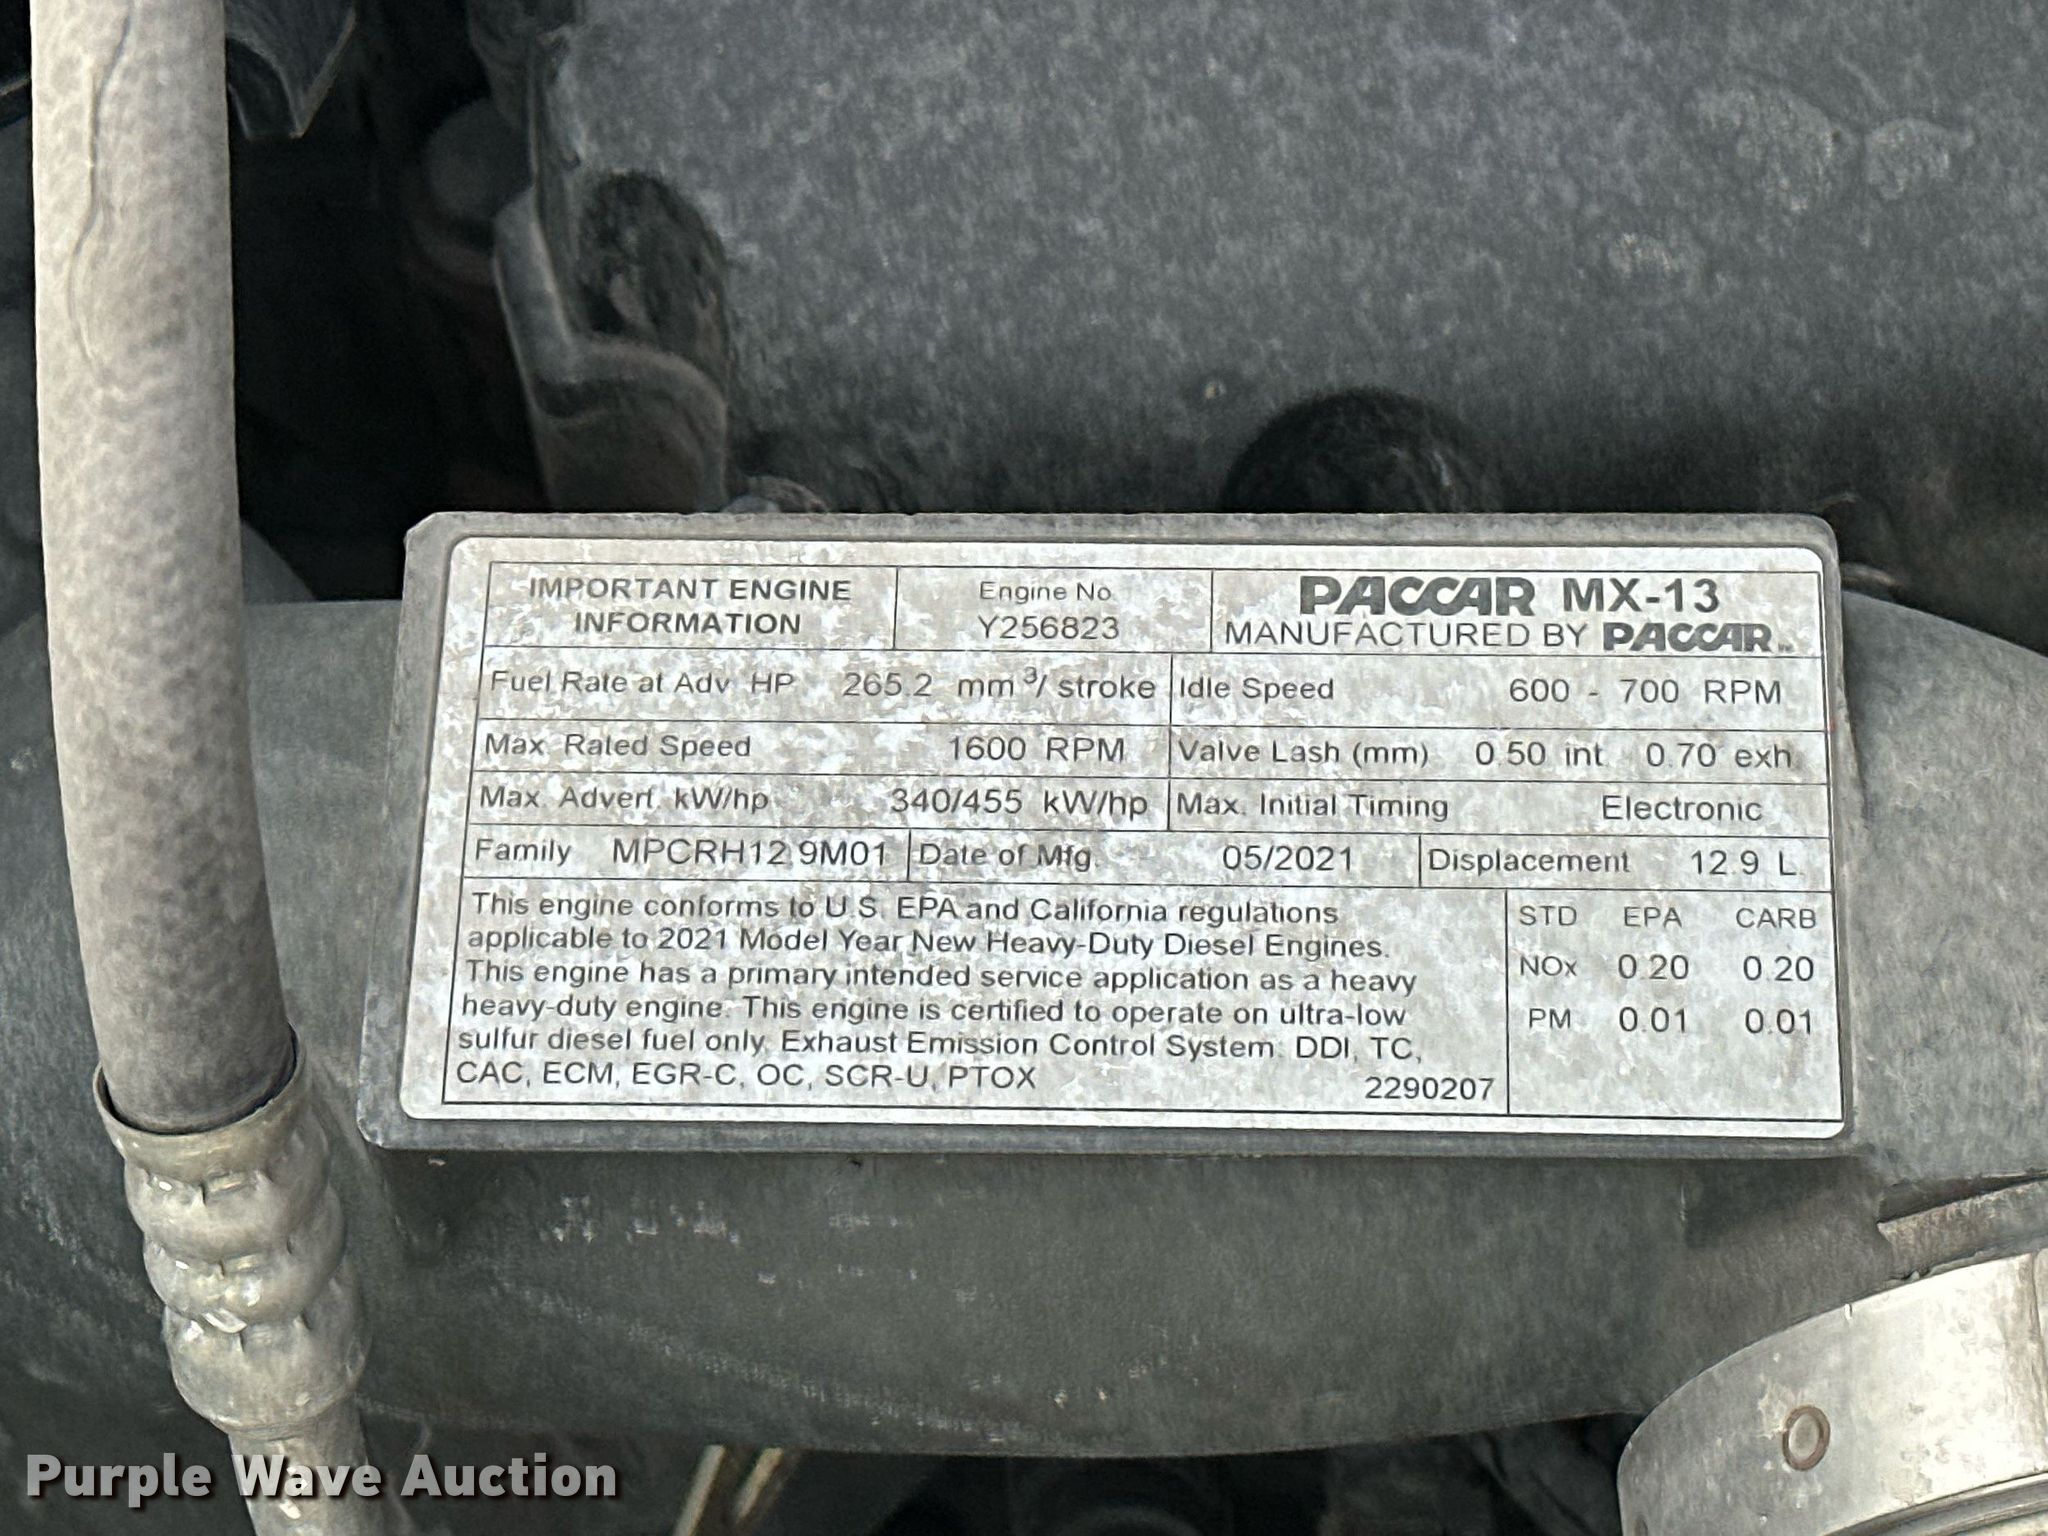 IMPORTANT ENGINE INFORMATION
Engine No
Y256823
PACCAR MX-13
MANUFACTURED BY PACCAR
Fuel Rate at Adv HP 265.2 mm³/ stroke
Idle Speed 600 - 700 RPM
Max. Rated Speed 1600 RPM
Valve Lash (mm) 0.50 int 0.70 exh
Max. Advert. kW/hp 340/455 kW/hp
Max. Initial Timing Electronic
Family MPCRH12.9M01
Date of Mfg. 05/2021
Displacement 12.9 L
This engine conforms to U.S. EPA and California regulations
applicable to 2021 Model Year New Heavy-Duty Diesel Engines.
This engine has a primary intended service application as a heavy
heavy-duty engine. This engine is certified to operate on ultra-low
sulfur diesel fuel only. Exhaust Emission Control System: DDI, TC,
CAC, ECM, EGR-C, OC, SCR-U, PTOX
2290207
STD EPA CARB
NOx 0.20 0.20
PM 0.01 0.01
Purple Wave Auction